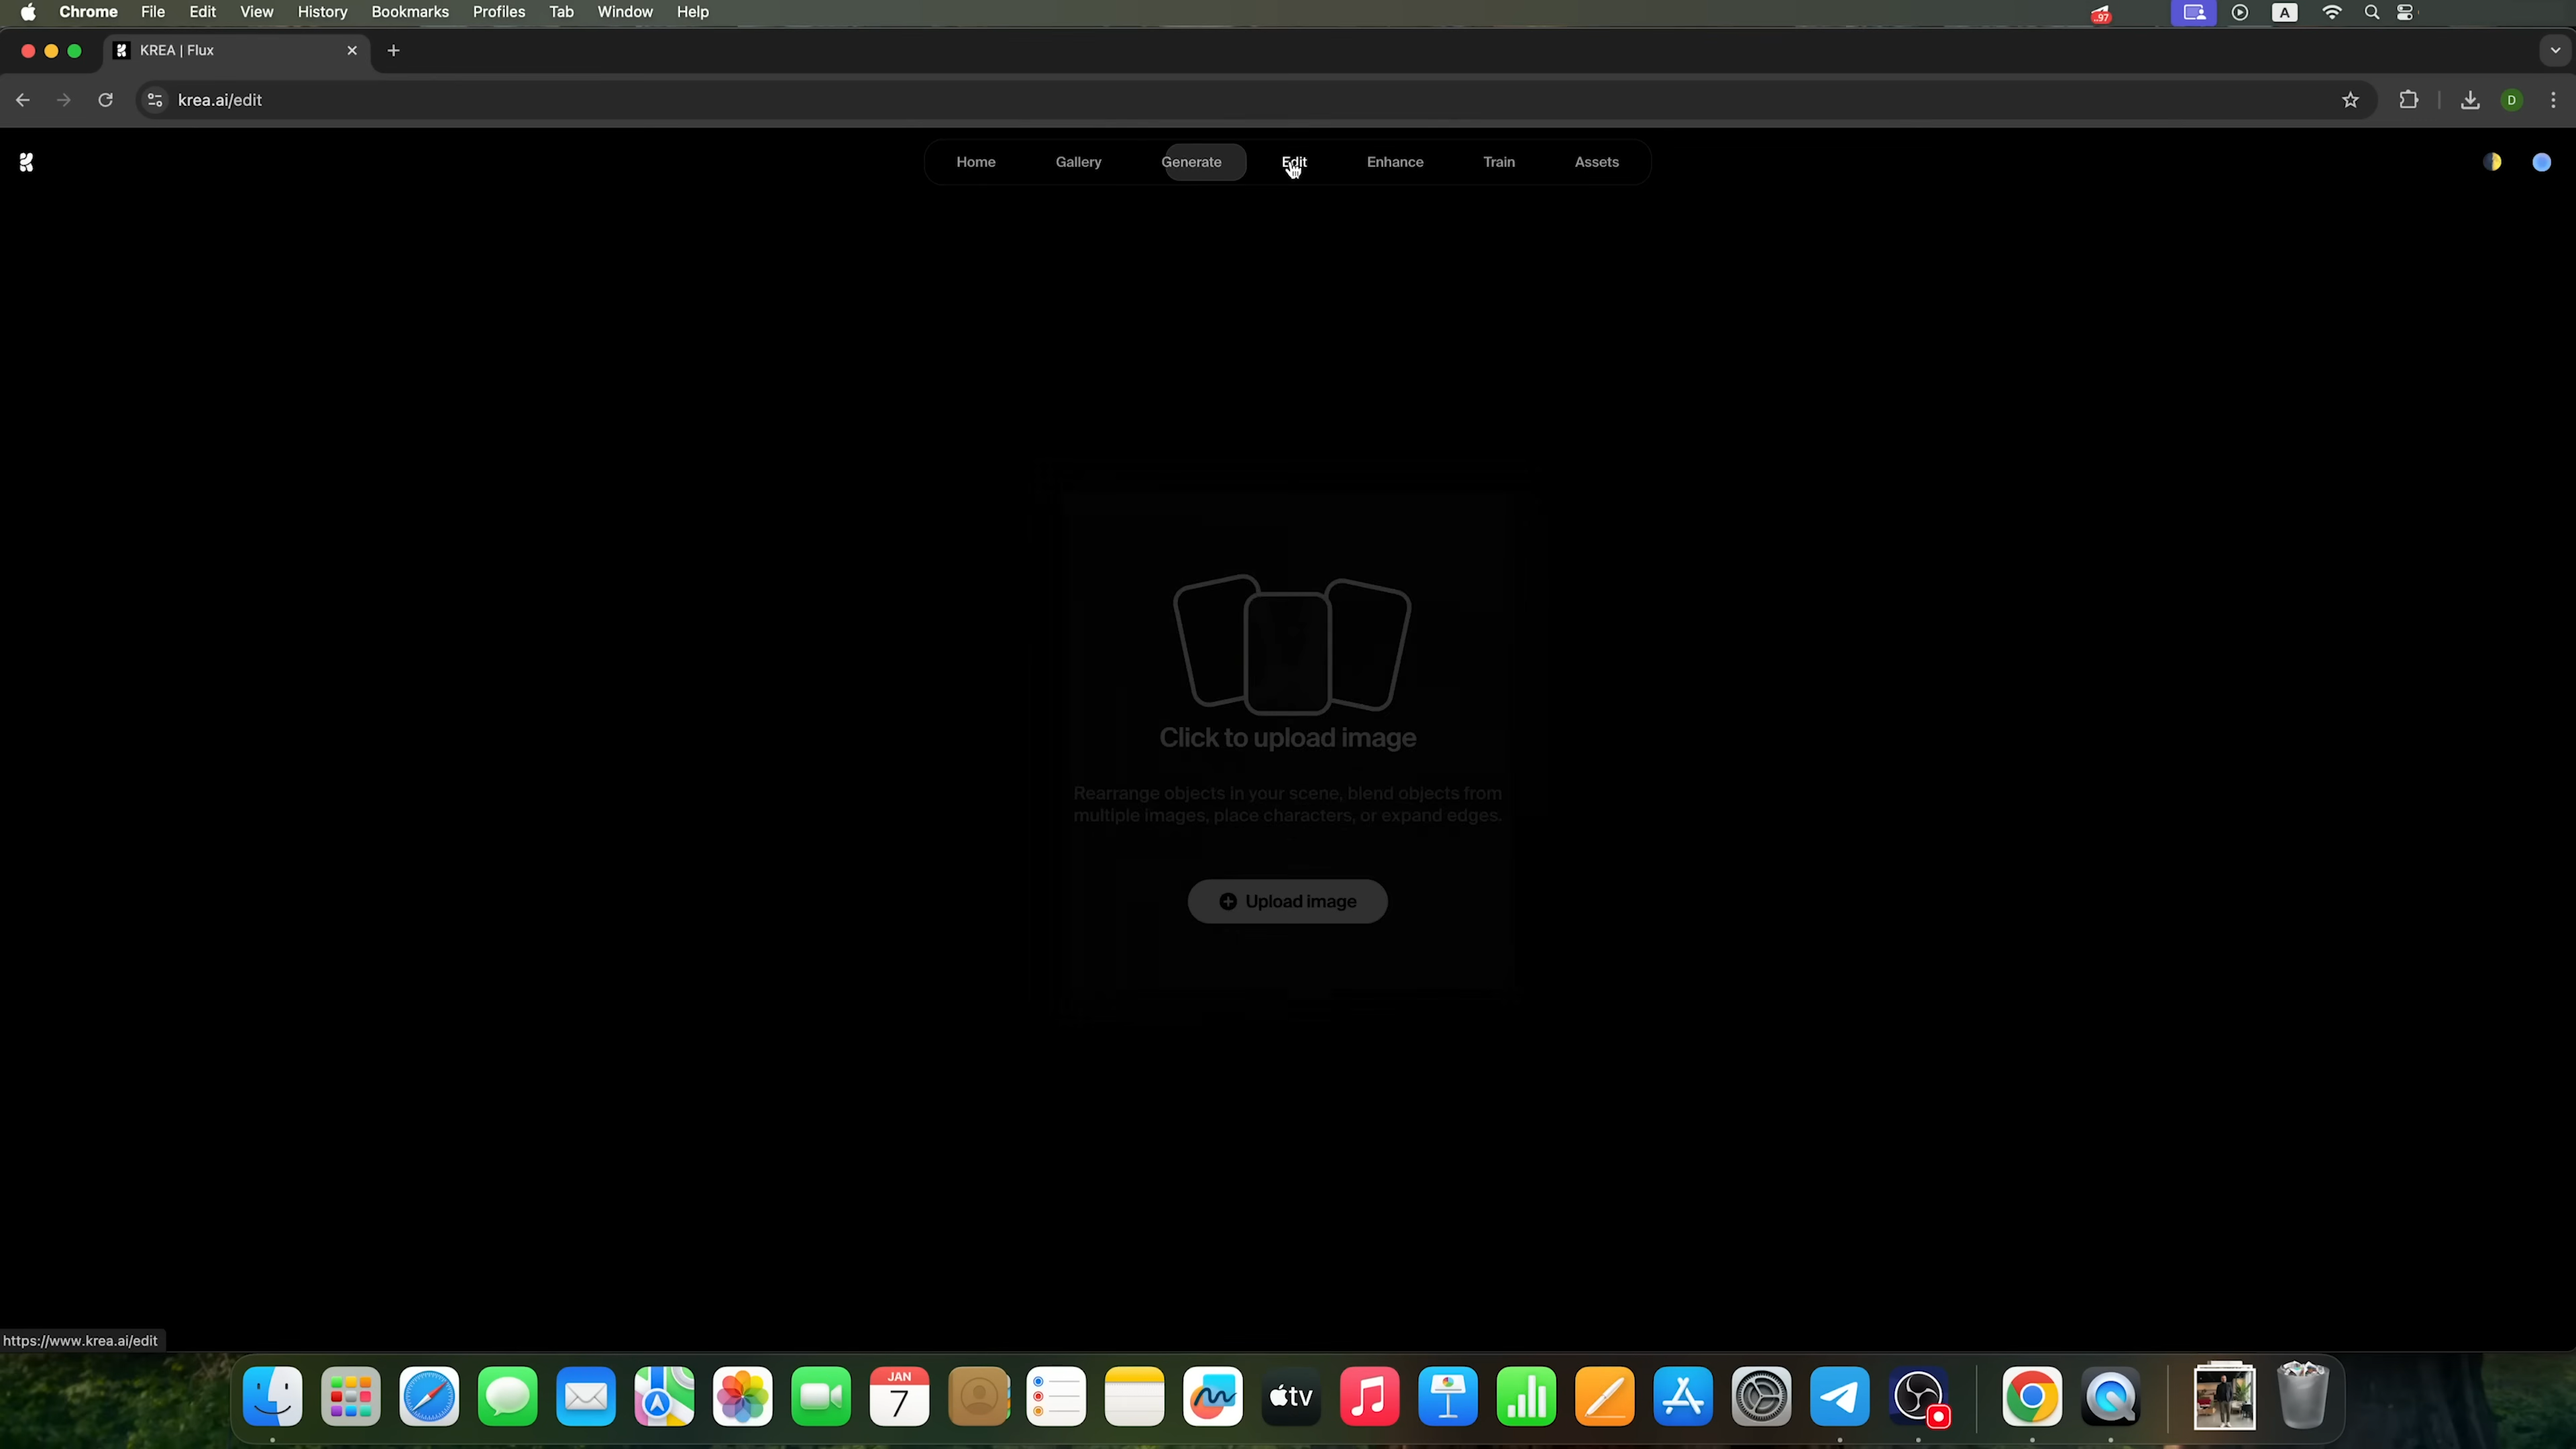 Chrome File Edit View History Bookmarks Profiles Tab Window Help
97
A
KREA | Flux
krea.ai/edit
D
Home Gallery Generate Edit Enhance Train Assets
Click to upload image
Rearrange objects in your scene, blend objects from
multiple images, place characters, or expand edges.
Upload image
https://www.krea.ai/edit
JAN
7
tv